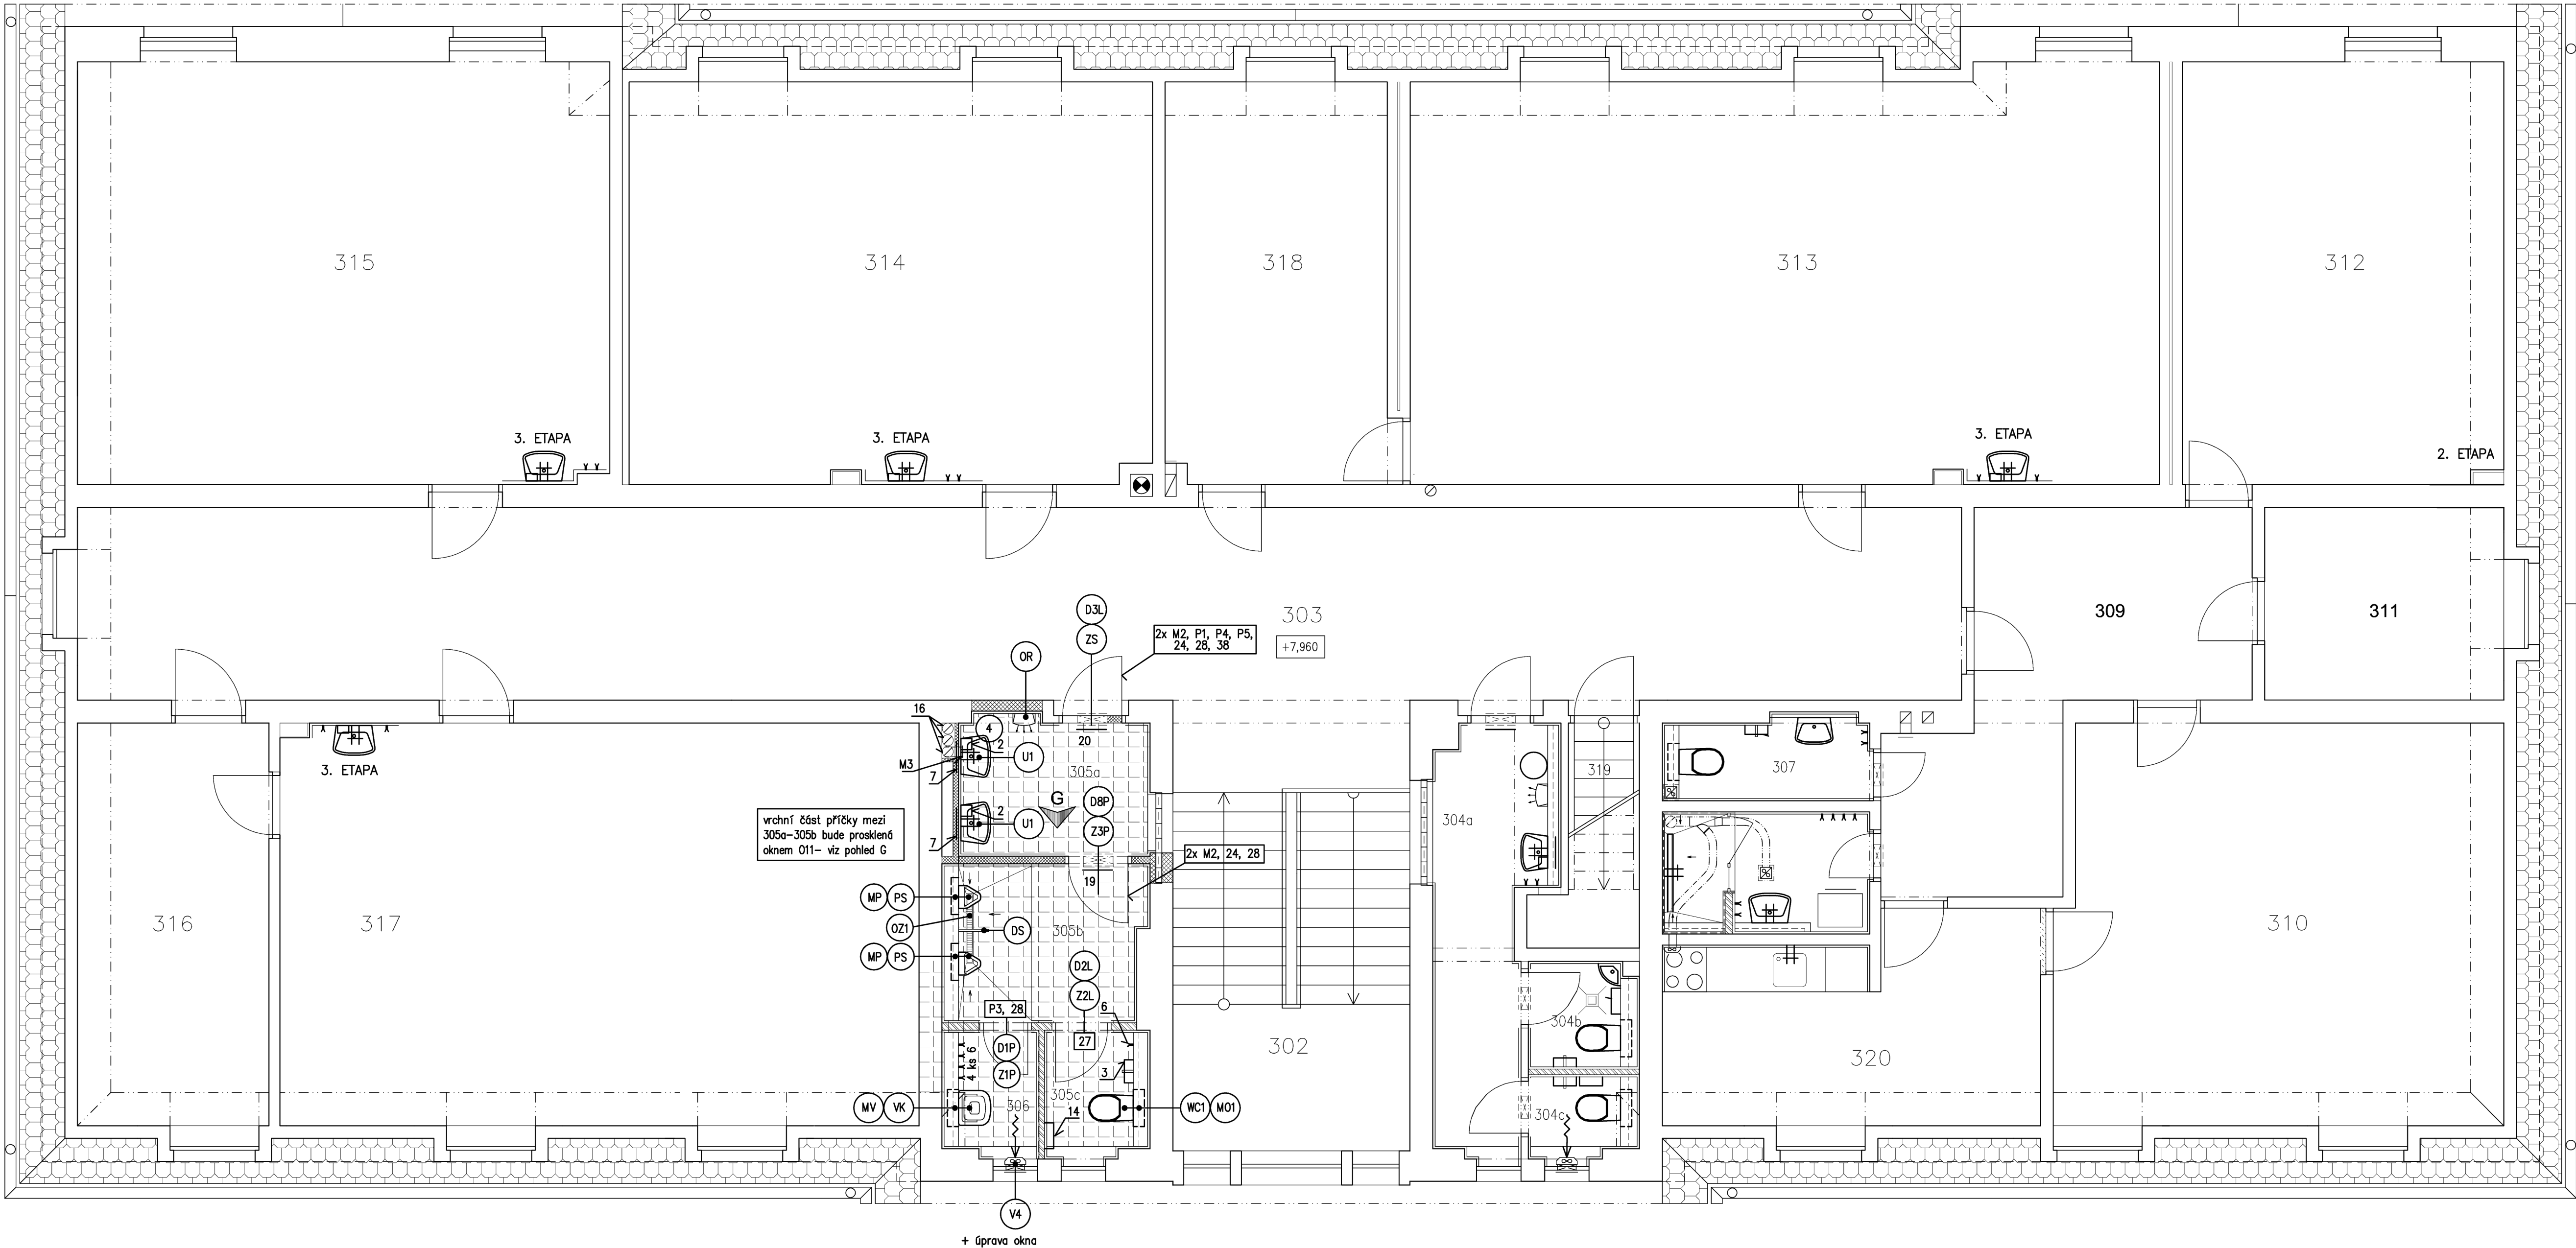 315
314
318
313
312
3. ETAPA
3. ETAPA
3. ETAPA
2. ETAPA
303
+7,960
309
311
D3L
ZS
OR
2x M2, P1, P4, P5,
24, 28, 38
16
4
2
20
U1
M3
7
305a
3. ETAPA
319
307
G
D8P
Z3P
2
U1
7
vrchní část příčky mezi
305a–305b bude prosklená
oknem O11– viz pohled G
304a
2x M2, 24, 28
19
MP
PS
OZ1
DS
305b
MP
PS
316
317
310
D2L
Z2L
P3, 28
6
27
4 ks 6
D1P
Z1P
3
305c
302
304b
320
MV
VK
306
14
WC1
MO1
304c
V4
+ úprava okna